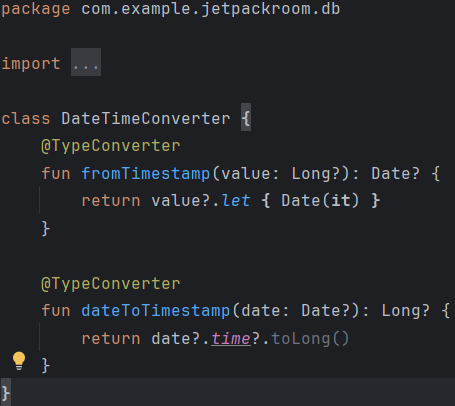 package com.example.jetpackroom.db
import ...
class DateTimeConverter {
@TypeConverter
fun fromTimestamp(value: Long?): Date? {
return value?.let { Date(it) }
}
@TypeConverter
fun dateToTimestamp(date: Date?): Long? {
return date?.time?.toLong()
}
}